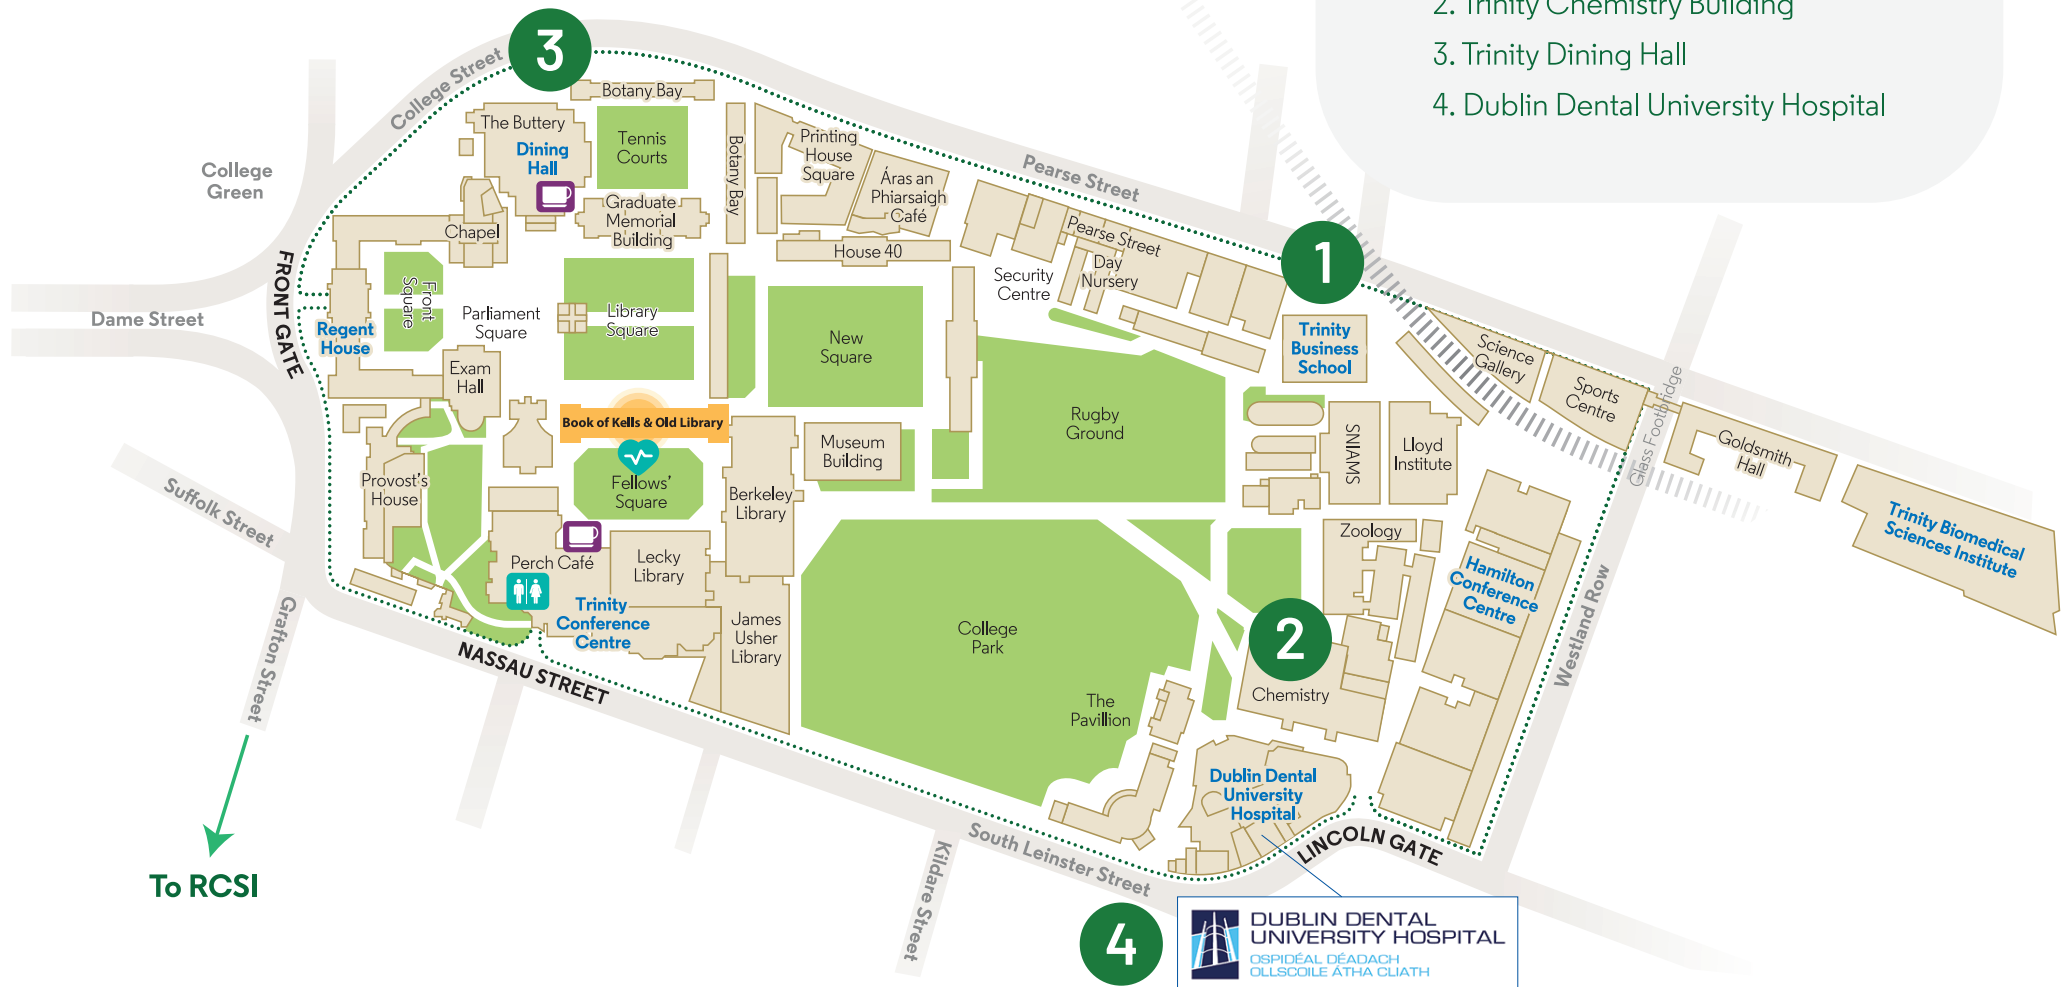 2. Trinity Chemistry Building
3. Trinity Dining Hall
4. Dublin Dental University Hospital
3
College Street
Botany Bay
The Buttery
Dining
Hall
Tennis
Courts
Botany Bay
Printing
House
Square
Áras an
Phiarsaigh
Café
Pearse Street
College
Green
Graduate
Memorial
Building
Chapel
House 40
Pearse Street
Day
Nursery
Security
Centre
1
FRONT GATE
Front
Square
Parliament
Square
Library
Square
Dame Street
Regent
House
New
Square
Trinity
Business
School
Science
Gallery
Sports
Centre
Glass Footbridge
Exam
Hall
Book of Kells & Old Library
Museum
Building
Rugby
Ground
SNIAMS
Lloyd
Institute
Goldsmith
Hall
Trinity Biomedical
Sciences Institute
Suffolk Street
Provost's
House
Fellows'
Square
Berkeley
Library
Zoology
Perch Café
Lecky
Library
Hamilton
Conference
Centre
Westland Row
Grafton Street
Trinity
Conference
Centre
James
Usher
Library
College
Park
2
Chemistry
NASSAU STREET
The
Pavillion
Dublin Dental
University
Hospital
To RCSI
Kildare Street
South Leinster Street
LINCOLN GATE
4
DUBLIN DENTAL
UNIVERSITY HOSPITAL
OSPIDÉAL DÉADACH
OLLSCOILE ÁTHA CLIATH